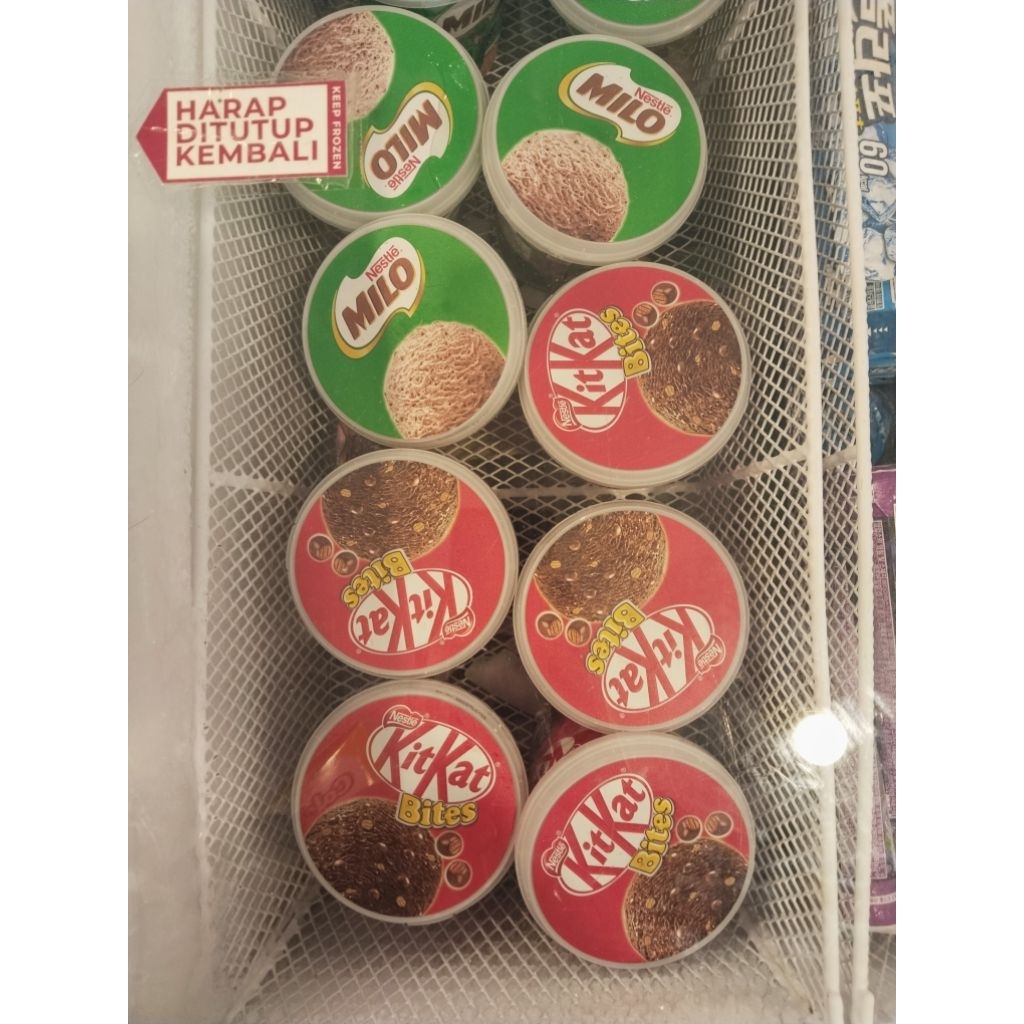 HARAP
DITUTUP
KEMBALI
KEEP FROZEN
MILO
Nestlé
Nestlé
MILO
Nestlé
MILO
Nestlé
KitKat
Bites
Nestlé
KitKat
Bites
Nestlé
KitKat
Bites
Nestlé
KitKat
Bites
Nestlé
KitKat
Bites
60